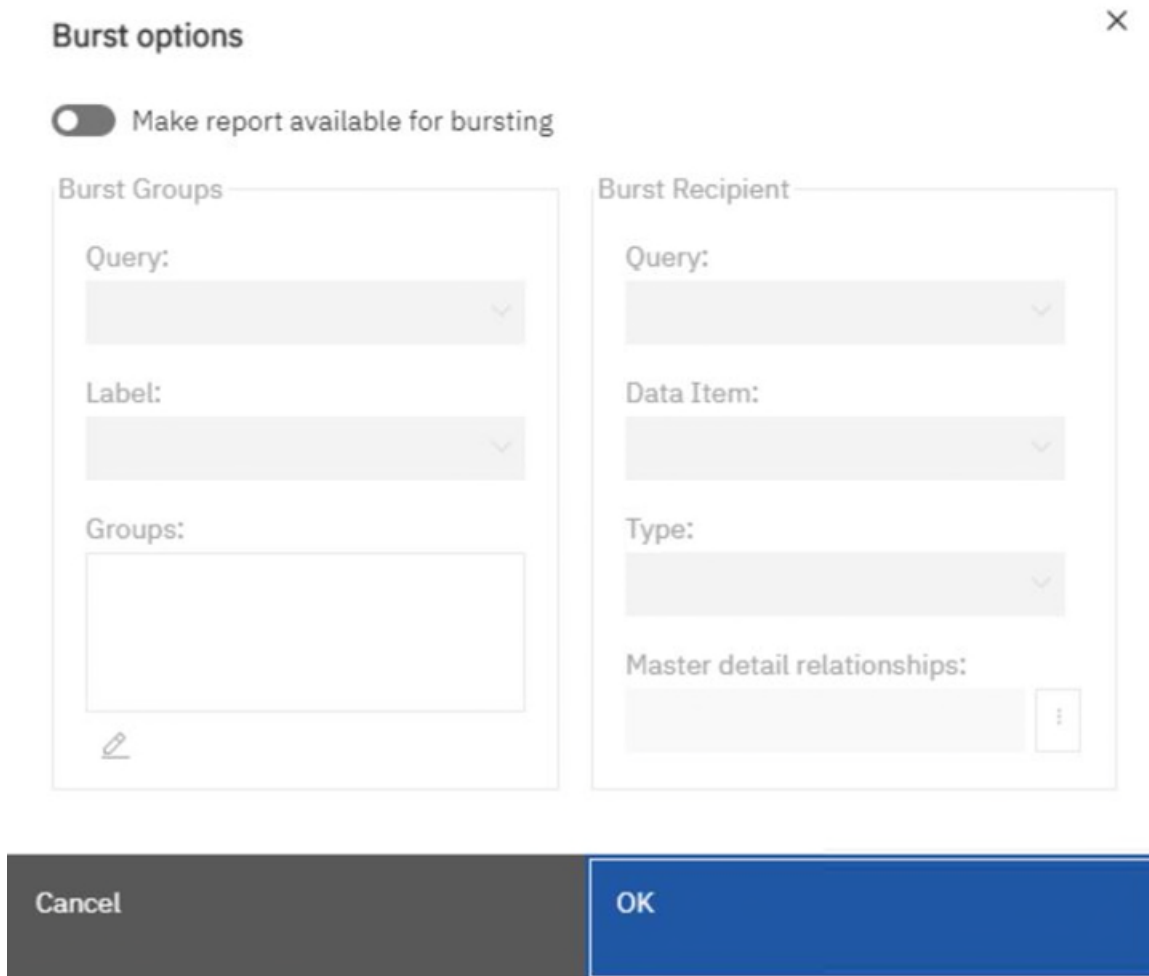 Burst options
Make report available for bursting
Burst Groups
Query:
Label:
Groups:
Burst Recipient
Query:
Data Item:
Type:
Master detail relationships:
Cancel
OK